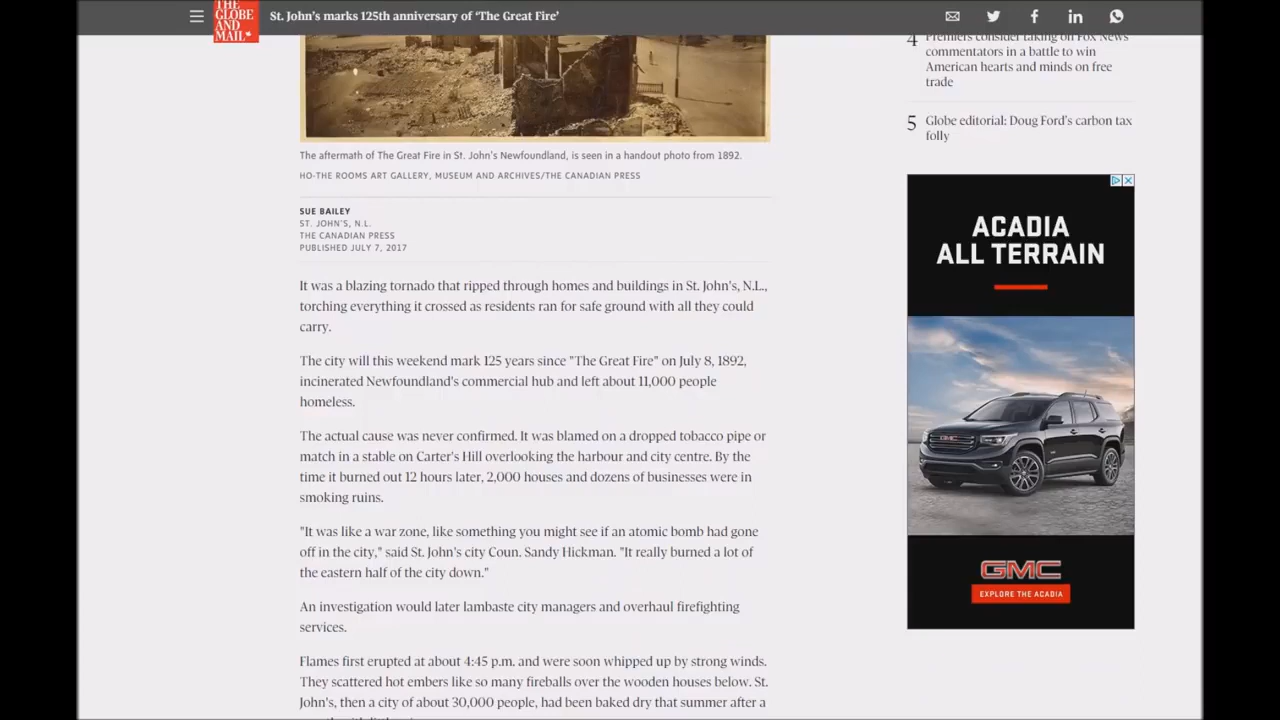 THE GLOBE AND MAIL
St. John's marks 125th anniversary of 'The Great Fire'
The aftermath of The Great Fire in St. John's Newfoundland, is seen in a handout photo from 1892.
HO-THE ROOMS ART GALLERY, MUSEUM AND ARCHIVES/THE CANADIAN PRESS
SUE BAILEY
ST. JOHN'S, N.L.
THE CANADIAN PRESS
PUBLISHED JULY 7, 2017
It was a blazing tornado that ripped through homes and buildings in St. John's, N.L.,
torching everything it crossed as residents ran for safe ground with all they could
carry.
The city will this weekend mark 125 years since "The Great Fire" on July 8, 1892,
incinerated Newfoundland's commercial hub and left about 11,000 people
homeless.
The actual cause was never confirmed. It was blamed on a dropped tobacco pipe or
match in a stable on Carter's Hill overlooking the harbour and city centre. By the
time it burned out 12 hours later, 2,000 houses and dozens of businesses were in
smoking ruins.
"It was like a war zone, like something you might see if an atomic bomb had gone
off in the city," said St. John's city Coun. Sandy Hickman. "It really burned a lot of
the eastern half of the city down."
An investigation would later lambaste city managers and overhaul firefighting
services.
Flames first erupted at about 4:45 p.m. and were soon whipped up by strong winds.
They scattered hot embers like so many fireballs over the wooden houses below. St.
John's, then a city of about 30,000 people, had been baked dry that summer after a
4 Premiers consider taking on Fox News
commentators in a battle to win
American hearts and minds on free
trade
5 Globe editorial: Doug Ford's carbon tax
folly
ACADIA
ALL TERRAIN
GMC
GMC
EXPLORE THE ACADIA